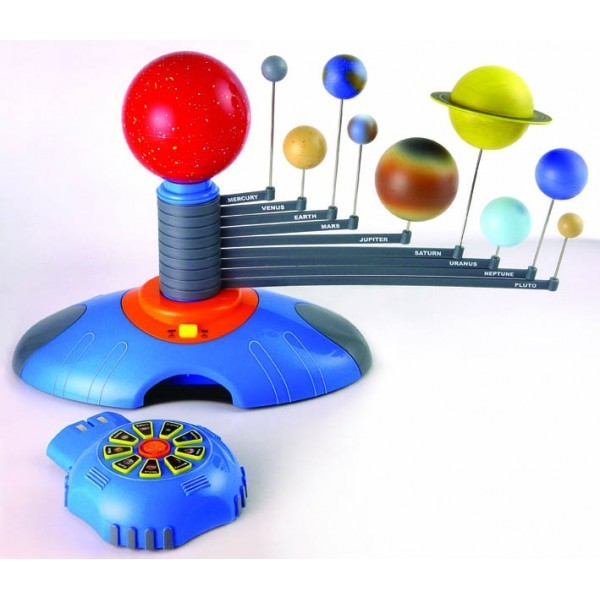 MERCURY
VENUS
EARTH
MARS
JUPITER
SATURN
URANUS
NEPTUNE
PLUTO